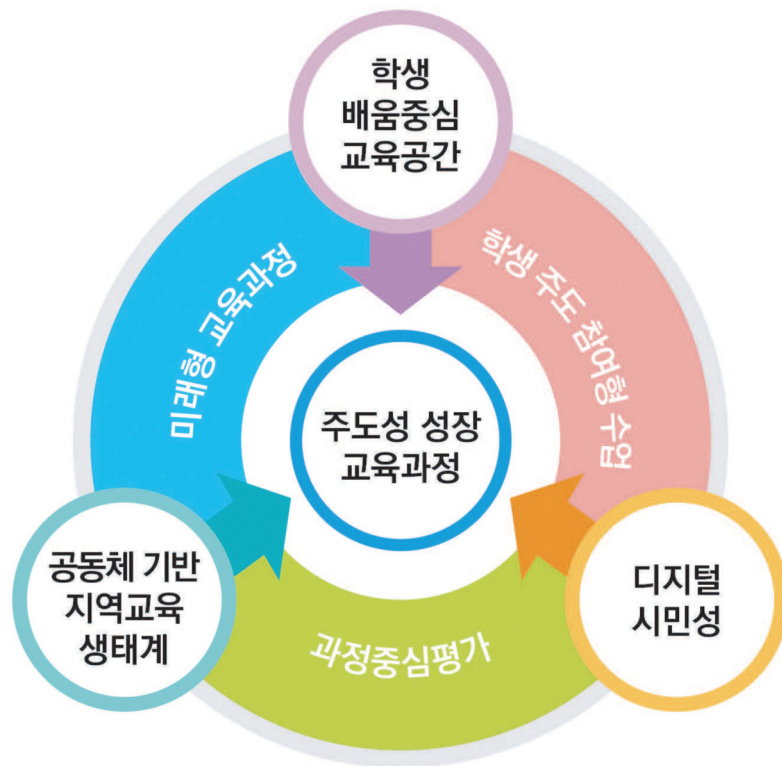 학생
배움중심
교육공간
미래형 교육과정
학생 주도 참여형 수업
주도성 성장
교육과정
공동체 기반
지역교육
생태계
디지털
시민성
과정중심평가